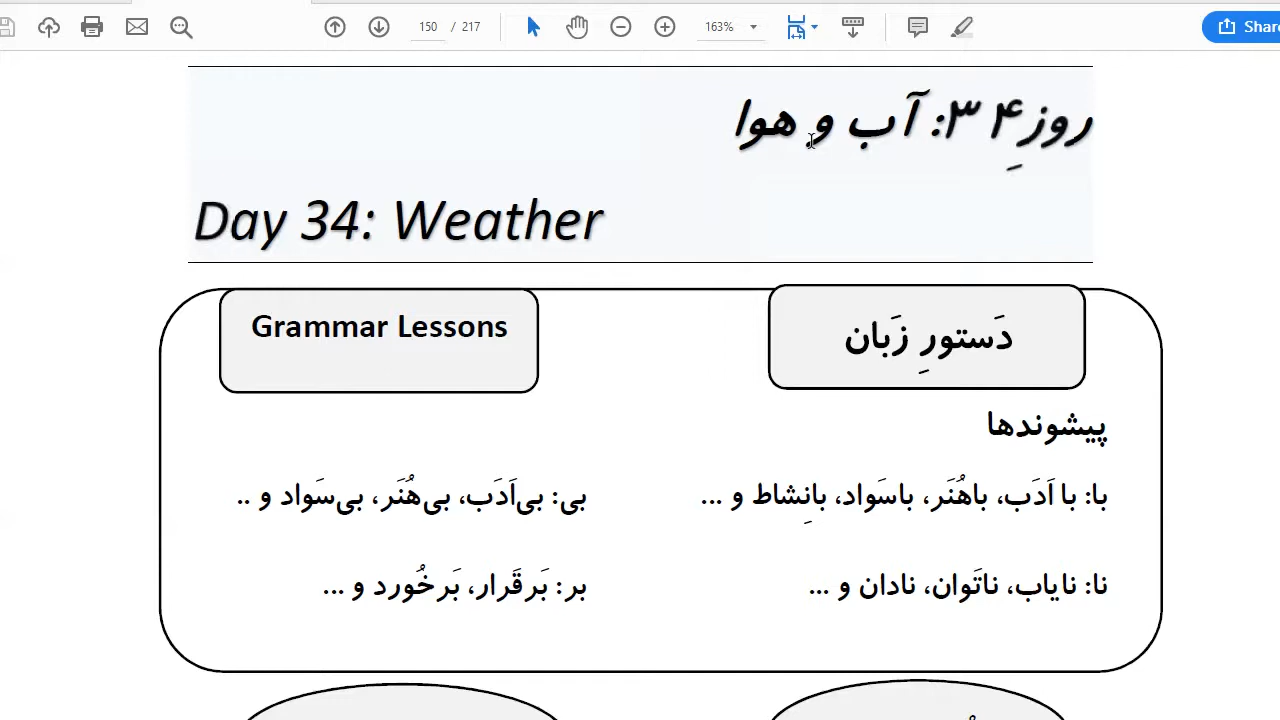 150 / 217
163%
Share
روزِ ۳۴: آب و هوا
Day 34: Weather
Grammar Lessons
دَستورِ زَبان
پیشوندها
با: با اَدَب، باهُنَر، باسَواد، بانِشاط و ...
بی: بی‌اَدَب، بی‌هُنَر، بی‌سَواد و ..
نا: نایاب، ناتَوان، نادان و ...
بر: بَرقَرار، بَرخُورد و ...